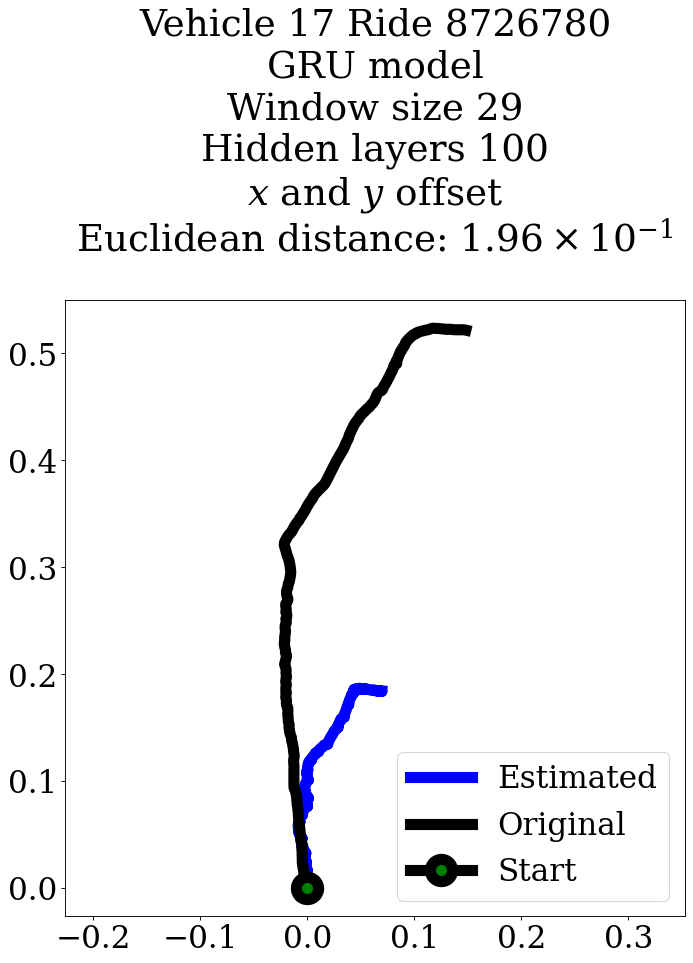 Vehicle 17 Ride 8726780
GRU model
Window size 29
Hidden layers 100
x and y offset
Euclidean distance: 1.96 × 10⁻¹
0.5
0.4
0.3
0.2
0.1
0.0
Estimated
Original
Start
−0.2 −0.1 0.0 0.1 0.2 0.3